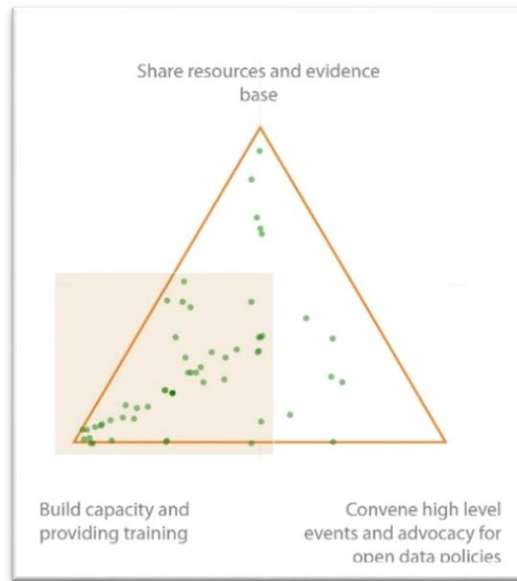 Share resources and evidence
base
Build capacity and
providing training
Convene high level
events and advocacy for
open data policies